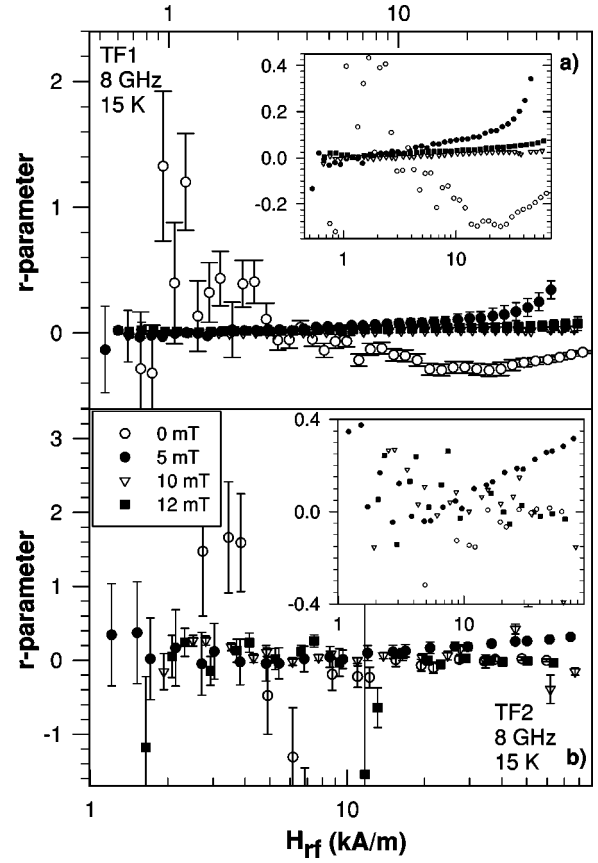 1 10
TF1
8 GHz
15 K
a)
0.4
0.2
0.0
-0.2
1 10
2
1
0
r-parameter
0 mT
5 mT
10 mT
12 mT
0.4
0.0
-0.4
1 10
3
2
1
0
-1
r-parameter
TF2
8 GHz
15 K
b)
1 10
Hrf (kA/m)